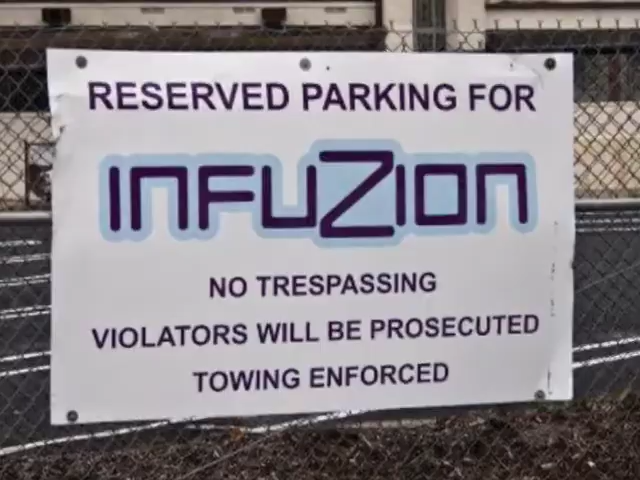 RESERVED PARKING FOR
INFUZION
NO TRESPASSING
VIOLATORS WILL BE PROSECUTED
TOWING ENFORCED